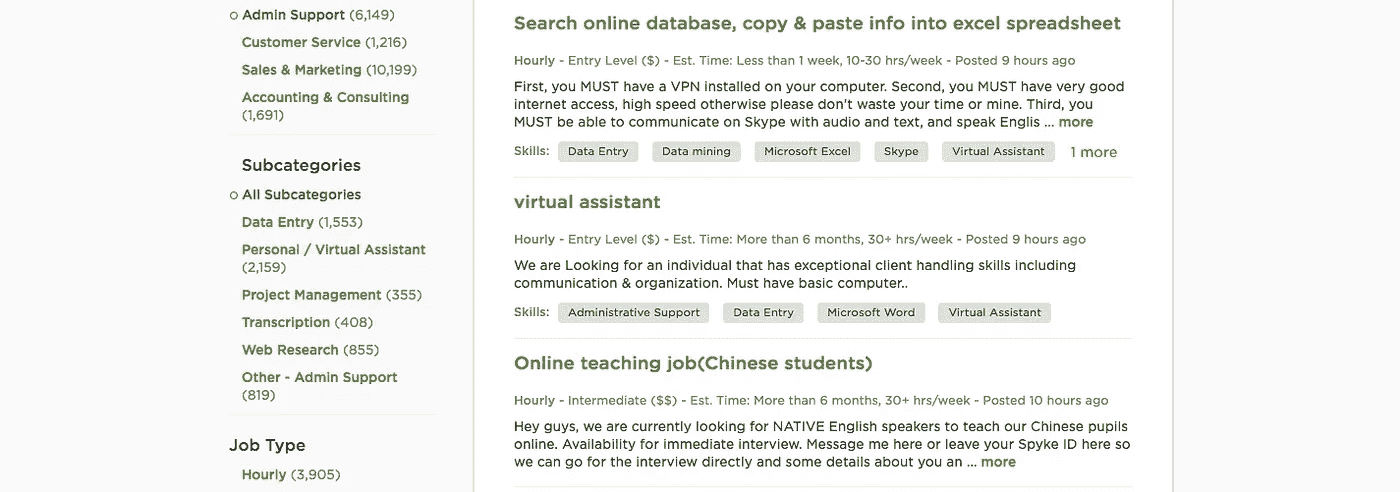 Admin Support (6,149)
Customer Service (1,216)
Sales & Marketing (10,199)
Accounting & Consulting
(1,691)
Subcategories
All Subcategories
Data Entry (1,553)
Personal / Virtual Assistant
(2,159)
Project Management (355)
Transcription (408)
Web Research (855)
Other - Admin Support
(819)
Job Type
Hourly (3,905)
Search online database, copy & paste info into excel spreadsheet
Hourly - Entry Level ($) - Est. Time: Less than 1 week, 10-30 hrs/week - Posted 9 hours ago
First, you MUST have a VPN installed on your computer. Second, you MUST have very good
internet access, high speed otherwise please don't waste your time or mine. Third, you
MUST be able to communicate on Skype with audio and text, and speak Englis ... more
Skills: Data Entry Data mining Microsoft Excel Skype Virtual Assistant 1 more
virtual assistant
Hourly - Entry Level ($) - Est. Time: More than 6 months, 30+ hrs/week - Posted 9 hours ago
We are Looking for an individual that has exceptional client handling skills including
communication & organization. Must have basic computer..
Skills: Administrative Support Data Entry Microsoft Word Virtual Assistant
Online teaching job(Chinese students)
Hourly - Intermediate ($$) - Est. Time: More than 6 months, 30+ hrs/week - Posted 10 hours ago
Hey guys, we are currently looking for NATIVE English speakers to teach our Chinese pupils
online. Availability for immediate interview. Message me here or leave your Spyke ID here so
we can go for the interview directly and some details about you an ... more